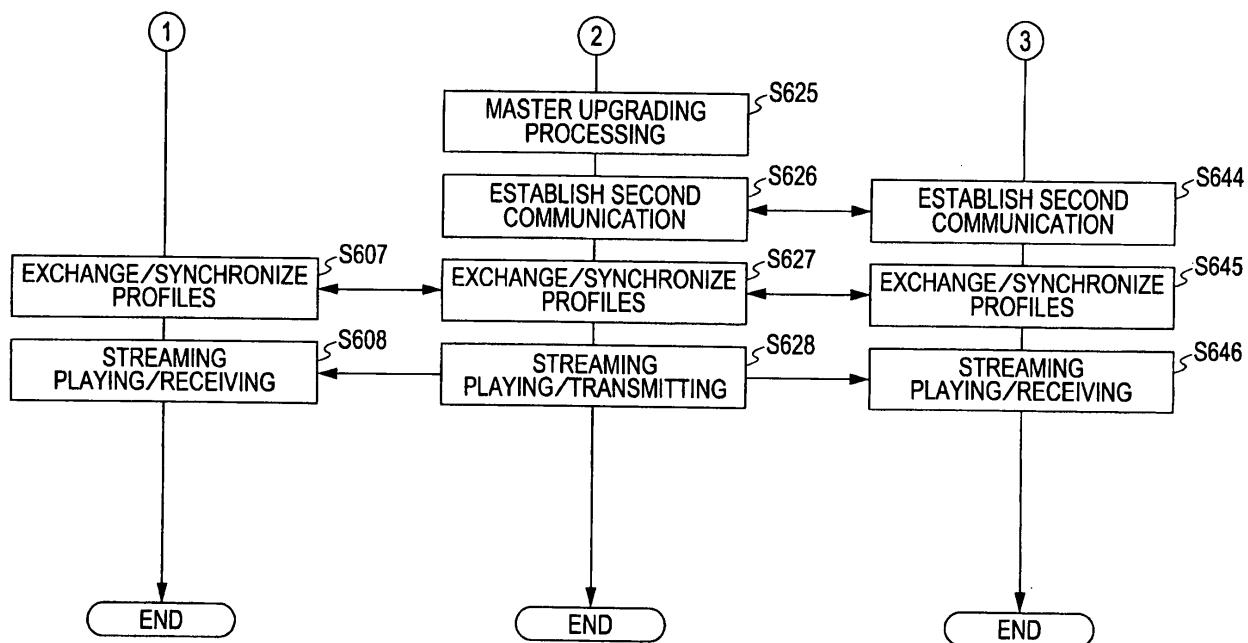 1
2
3
S625
MASTER UPGRADING
PROCESSING
S626
ESTABLISH SECOND
COMMUNICATION
S644
ESTABLISH SECOND
COMMUNICATION
S607
EXCHANGE/SYNCHRONIZE
PROFILES
S627
EXCHANGE/SYNCHRONIZE
PROFILES
S645
EXCHANGE/SYNCHRONIZE
PROFILES
S608
STREAMING
PLAYING/RECEIVING
S628
STREAMING
PLAYING/TRANSMITTING
S646
STREAMING
PLAYING/RECEIVING
END
END
END